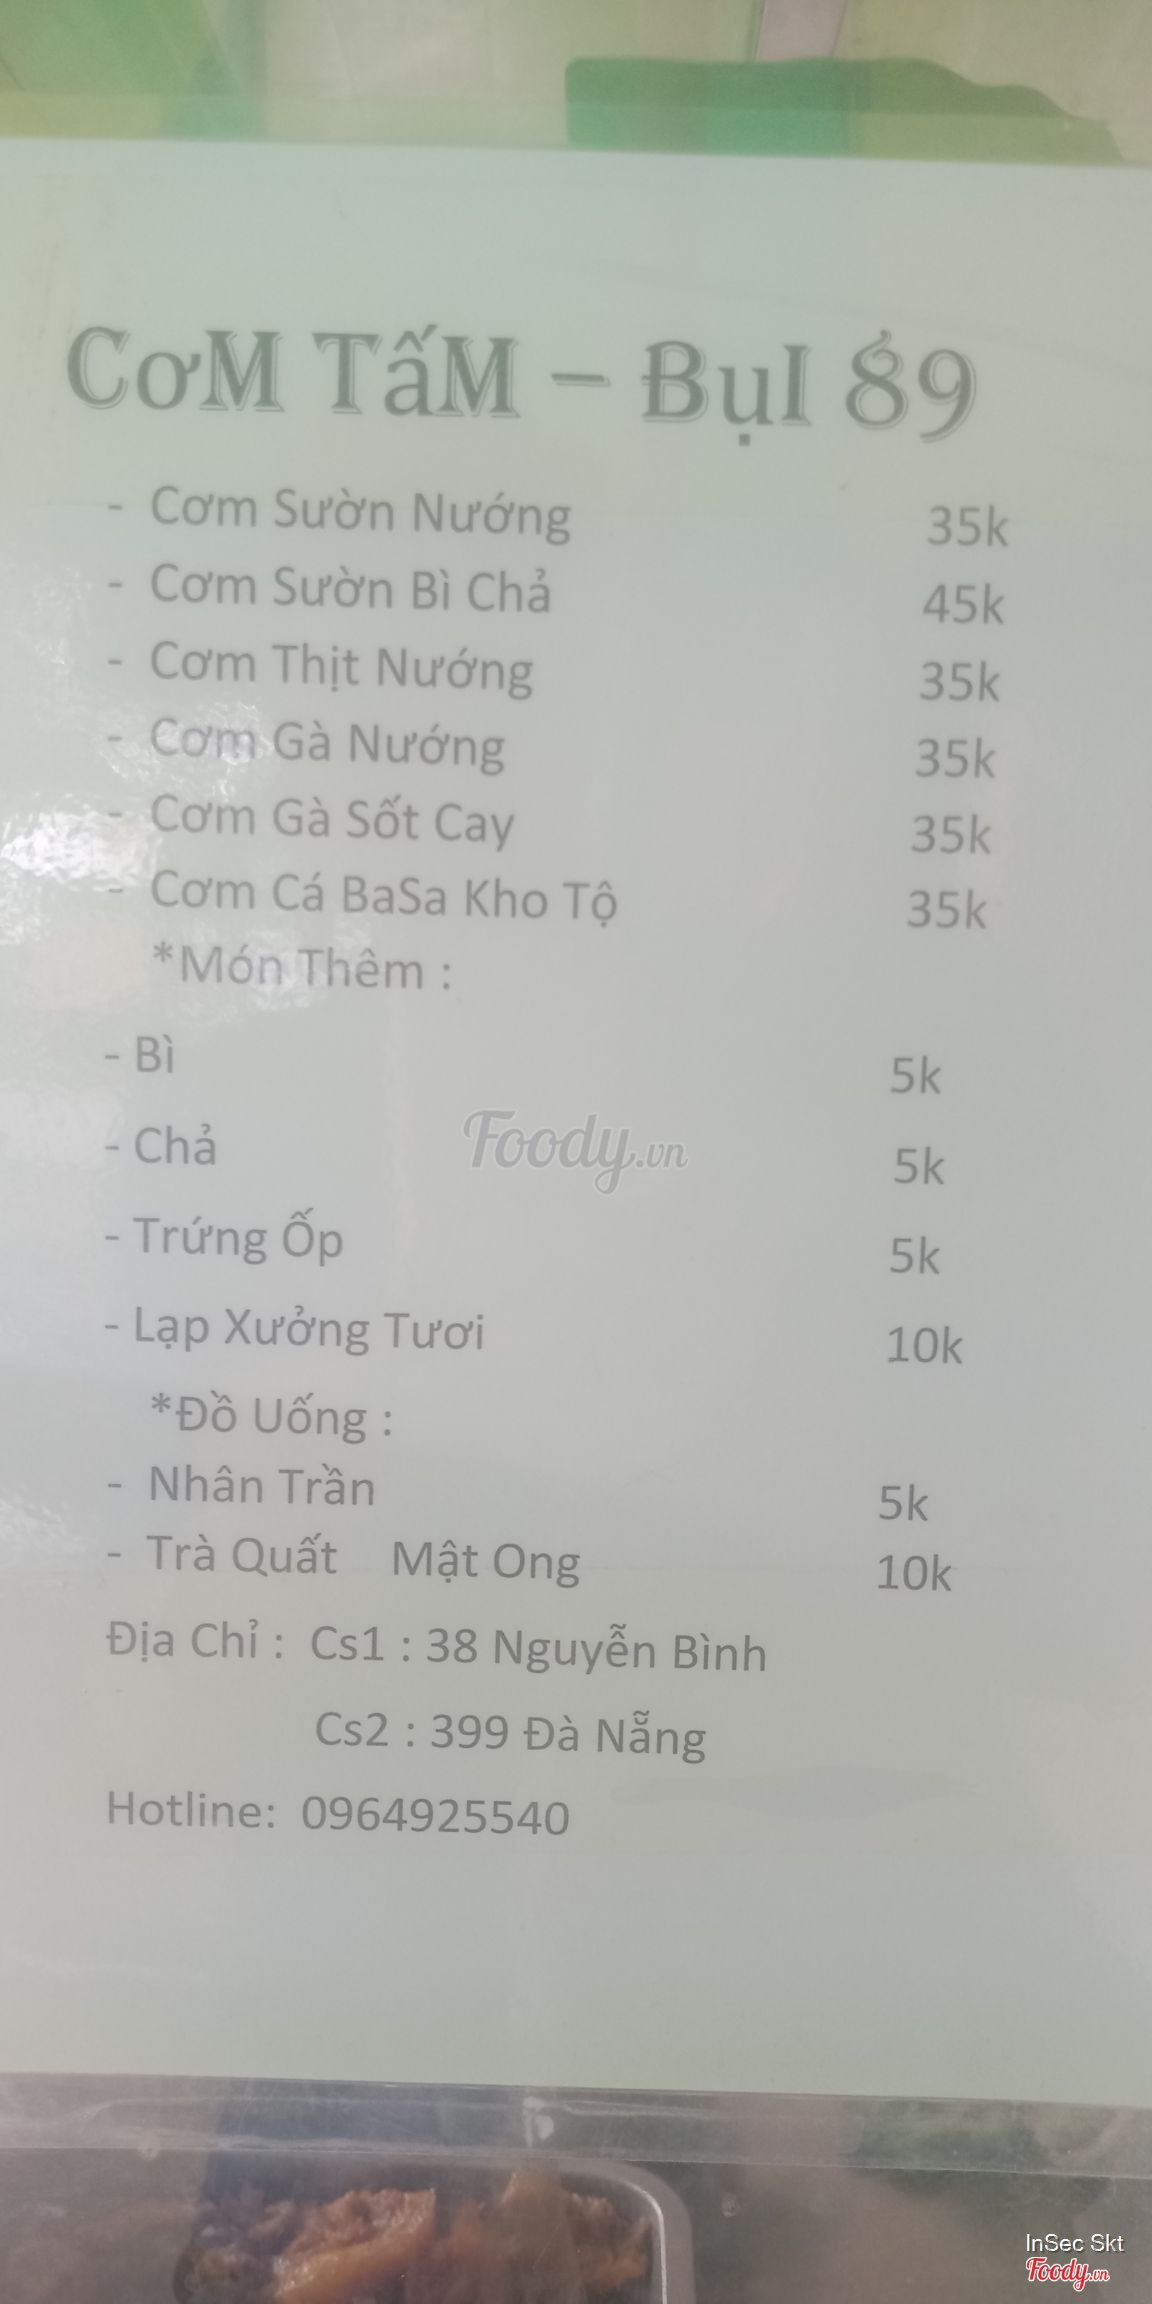 CơM TấM – BụI 89
- Cơm Sườn Nướng 35k
- Cơm Sườn Bì Chả 45k
- Cơm Thịt Nướng 35k
- Cơm Gà Nướng 35k
- Cơm Gà Sốt Cay 35k
- Cơm Cá BaSa Kho Tộ 35k
*Món Thêm :
- Bì 5k
- Chả 5k
Foody.vn
- Trứng Ốp 5k
- Lạp Xưởng Tươi 10k
*Đồ Uống :
- Nhân Trần 5k
- Trà Quất Mật Ong 10k
Địa Chỉ : Cs1 : 38 Nguyễn Bình
Cs2 : 399 Đà Nẵng
Hotline: 0964925540
InSec Skt
Foody.vn